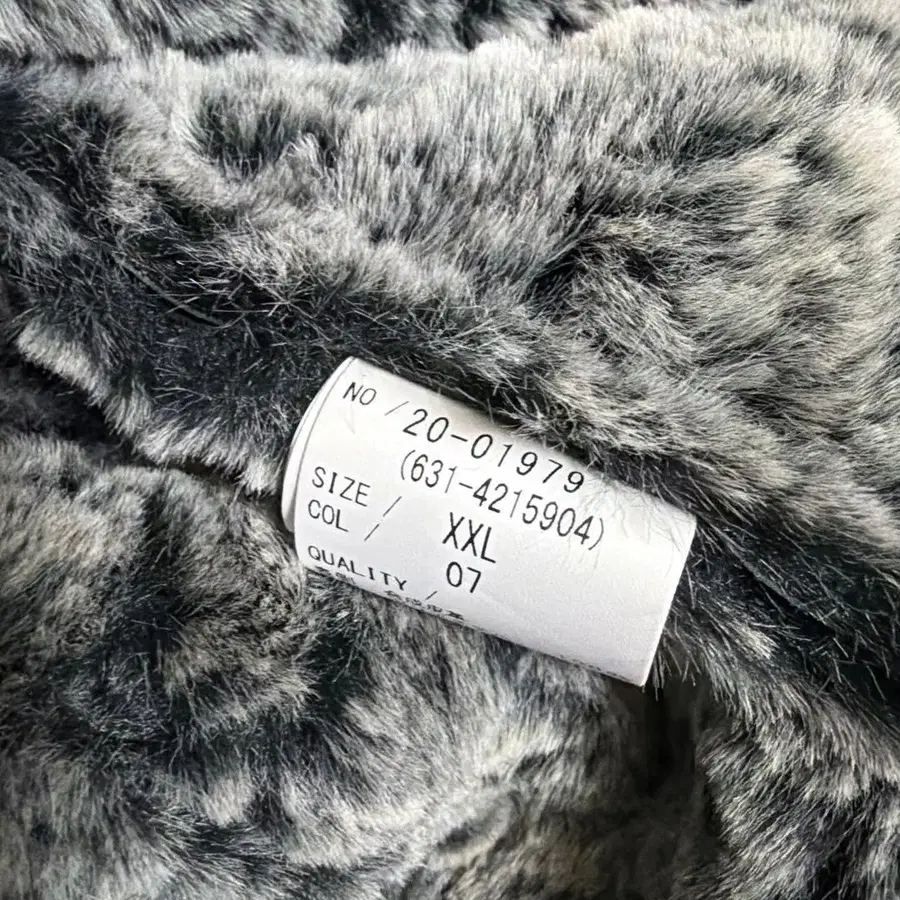 NO / 20-01979
(631-4215904)
SIZE / XXL
COL / 07
QUALITY /